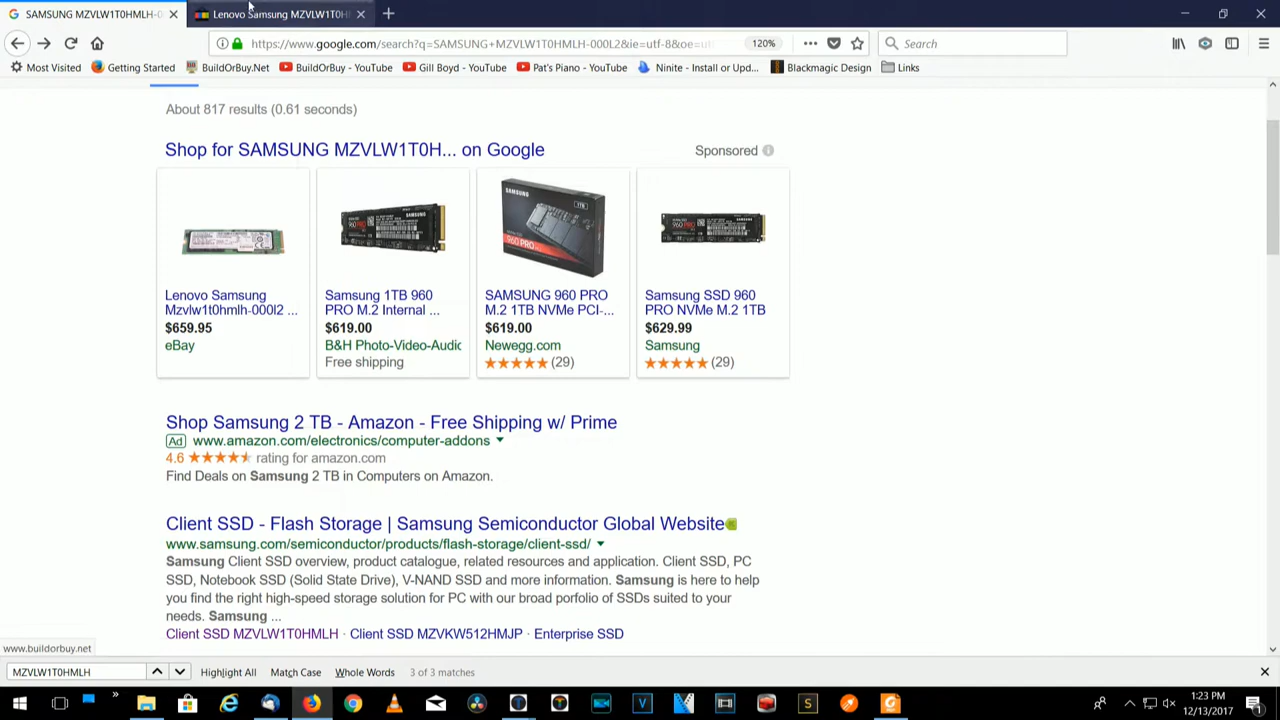 SAMSUNG MZVLW1T0HMLH-0
Lenovo Samsung MZVLW1T0H
https://www.google.com/search?q=SAMSUNG+MZVLW1T0HMLH-000L2&ie=utf-8&oe=ut
120%
Search
Most Visited
Getting Started
BuildOrBuy.Net
BuildOrBuy - YouTube
Gill Boyd - YouTube
Pat's Piano - YouTube
Ninite - Install or Upd...
Blackmagic Design
Links
About 817 results (0.61 seconds)
Shop for SAMSUNG MZVLW1T0H... on Google
Sponsored
Lenovo Samsung
Mzvlw1t0hmlh-000l2 ...
$659.95
eBay
Samsung 1TB 960
PRO M.2 Internal ...
$619.00
B&H Photo-Video-Audio
Free shipping
SAMSUNG
960 PRO
1TB
SAMSUNG 960 PRO
M.2 1TB NVMe PCI-...
$619.00
Newegg.com
(29)
Samsung SSD 960
PRO NVMe M.2 1TB
$629.99
Samsung
(29)
Shop Samsung 2 TB - Amazon - Free Shipping w/ Prime
Ad www.amazon.com/electronics/computer-addons
4.6 rating for amazon.com
Find Deals on Samsung 2 TB in Computers on Amazon.
Client SSD - Flash Storage | Samsung Semiconductor Global Website
www.samsung.com/semiconductor/products/flash-storage/client-ssd/
Samsung Client SSD overview, product catalogue, related resources and application. Client SSD, PC
SSD, Notebook SSD (Solid State Drive), V-NAND SSD and more information. Samsung is here to help
you find the right high-speed storage solution for PC with our broad porfolio of SSDs suited to your
needs. Samsung ...
Client SSD MZVLW1T0HMLH · Client SSD MZVKW512HMJP · Enterprise SSD
www.buildorbuy.net
MZVLW1T0HMLH
Highlight All
Match Case
Whole Words
3 of 3 matches
1:23 PM
12/13/2017